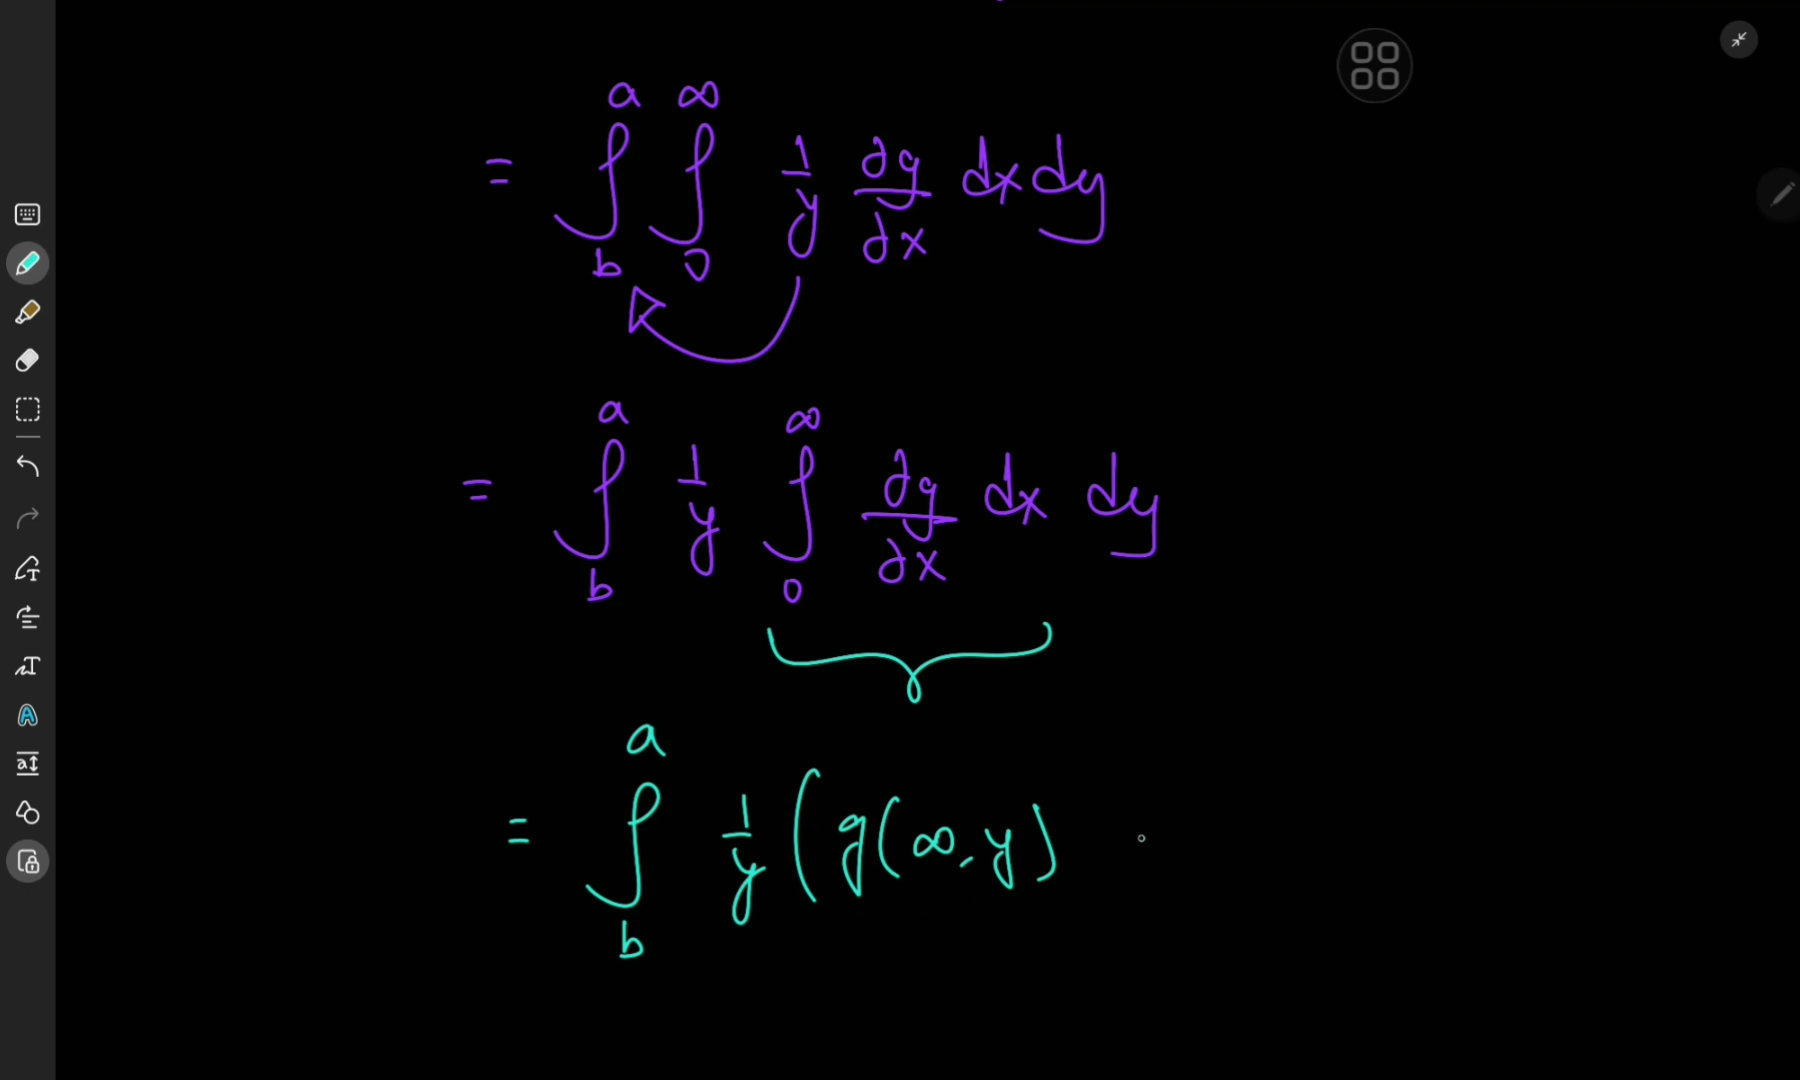 = ∫_b^a ∫_0^∞ 1/y ∂g/∂x dx dy
= ∫_b^a 1/y ∫_0^∞ ∂g/∂x dx dy
= ∫_b^a 1/y (g(∞,y)